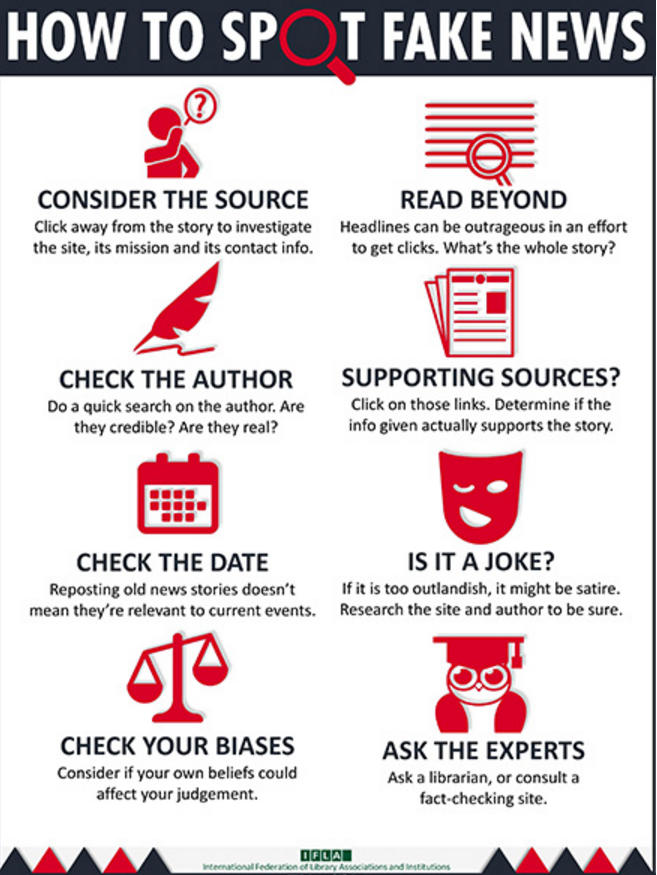 HOW TO SPOT FAKE NEWS
?
CONSIDER THE SOURCE
Click away from the story to investigate
the site, its mission and its contact info.
READ BEYOND
Headlines can be outrageous in an effort
to get clicks. What's the whole story?
CHECK THE AUTHOR
Do a quick search on the author. Are
they credible? Are they real?
SUPPORTING SOURCES?
Click on those links. Determine if the
info given actually supports the story.
CHECK THE DATE
Reposting old news stories doesn't
mean they're relevant to current events.
IS IT A JOKE?
If it is too outlandish, it might be satire.
Research the site and author to be sure.
CHECK YOUR BIASES
Consider if your own beliefs could
affect your judgement.
ASK THE EXPERTS
Ask a librarian, or consult a
fact-checking site.
IFLA
International Federation of Library Associations and Institutions